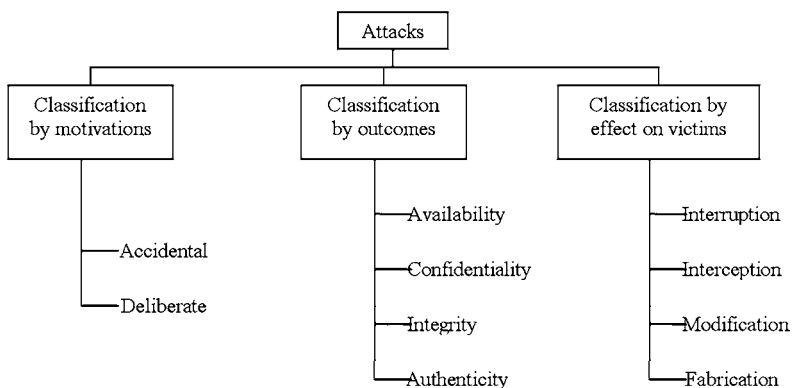 Attacks
Classification
by motivations
Accidental
Deliberate
Classification
by outcomes
Availability
Confidentiality
Integrity
Authenticity
Classification by
effect on victims
Interruption
Interception
Modification
Fabrication